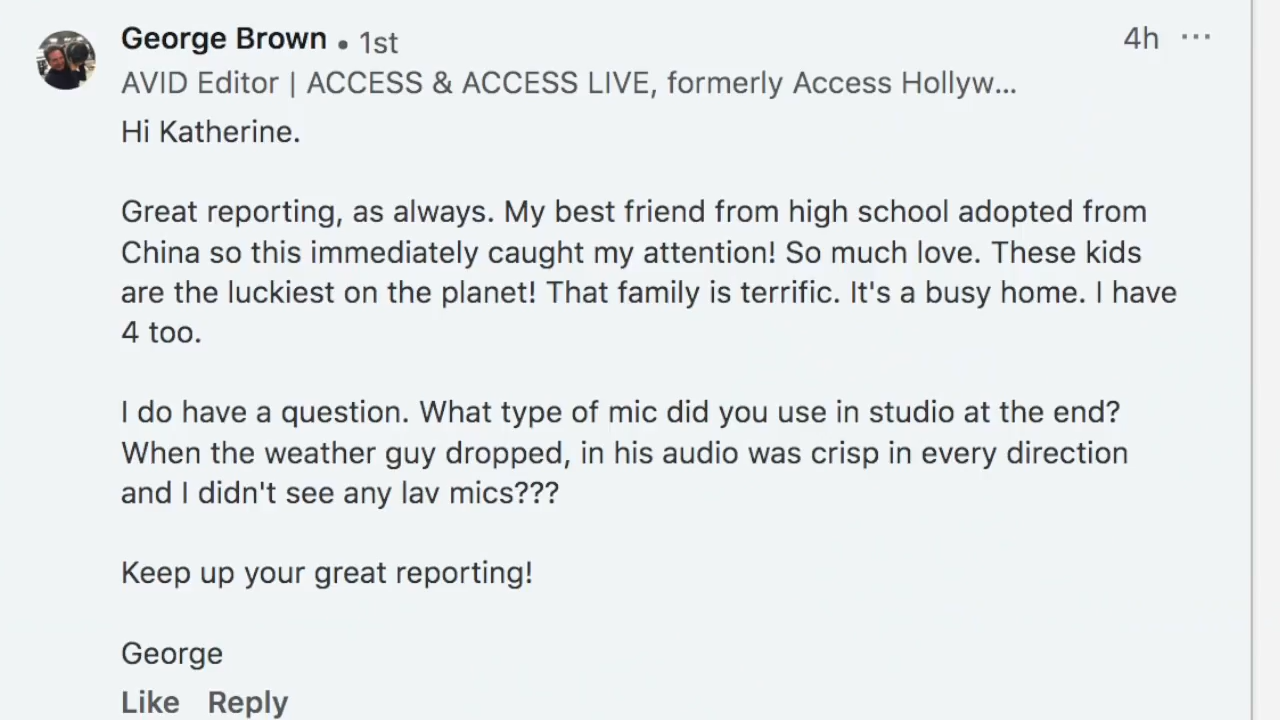 George Brown • 1st
4h ...
AVID Editor | ACCESS & ACCESS LIVE, formerly Access Hollyw...
Hi Katherine.
Great reporting, as always. My best friend from high school adopted from
China so this immediately caught my attention! So much love. These kids
are the luckiest on the planet! That family is terrific. It's a busy home. I have
4 too.
I do have a question. What type of mic did you use in studio at the end?
When the weather guy dropped, in his audio was crisp in every direction
and I didn't see any lav mics???
Keep up your great reporting!
George
Like Reply